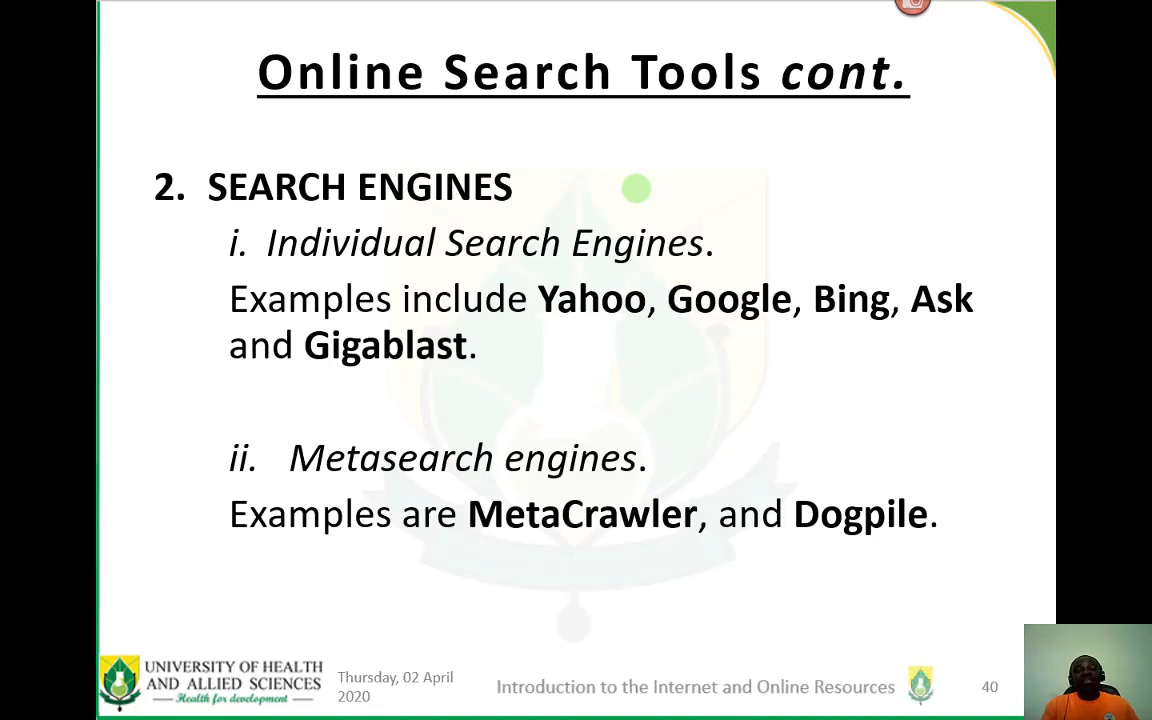 Online Search Tools cont.
2. SEARCH ENGINES
i. Individual Search Engines.
Examples include Yahoo, Google, Bing, Ask
and Gigablast.
ii. Metasearch engines.
Examples are MetaCrawler, and Dogpile.
UNIVERSITY OF HEALTH
AND ALLIED SCIENCES
Health for development
Thursday, 02 April
2020
Introduction to the Internet and Online Resources
40